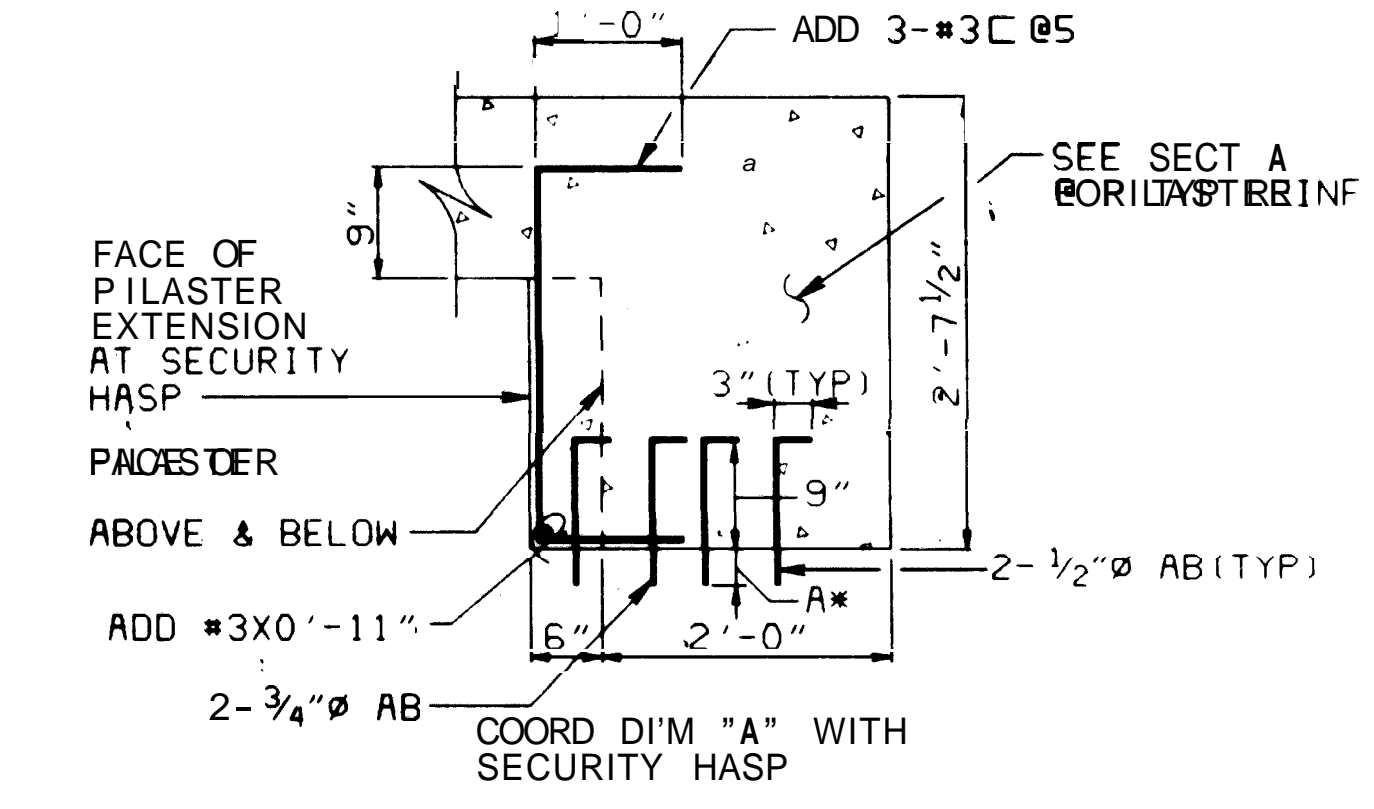 1'-0"
ADD 3-#3⊏ @5
SEE SECT A
9"
FACE OF
PILASTER
EXTENSION
AT SECURITY
HASP
2'-7 1/2"
3"(TYP)
9"
ABOVE & BELOW
2- 1/2"Ø AB(TYP)
A*
ADD #3X0'-11"
6"
2'-0"
2- 3/4"Ø AB
COORD DI'M "A" WITH
SECURITY HASP
a